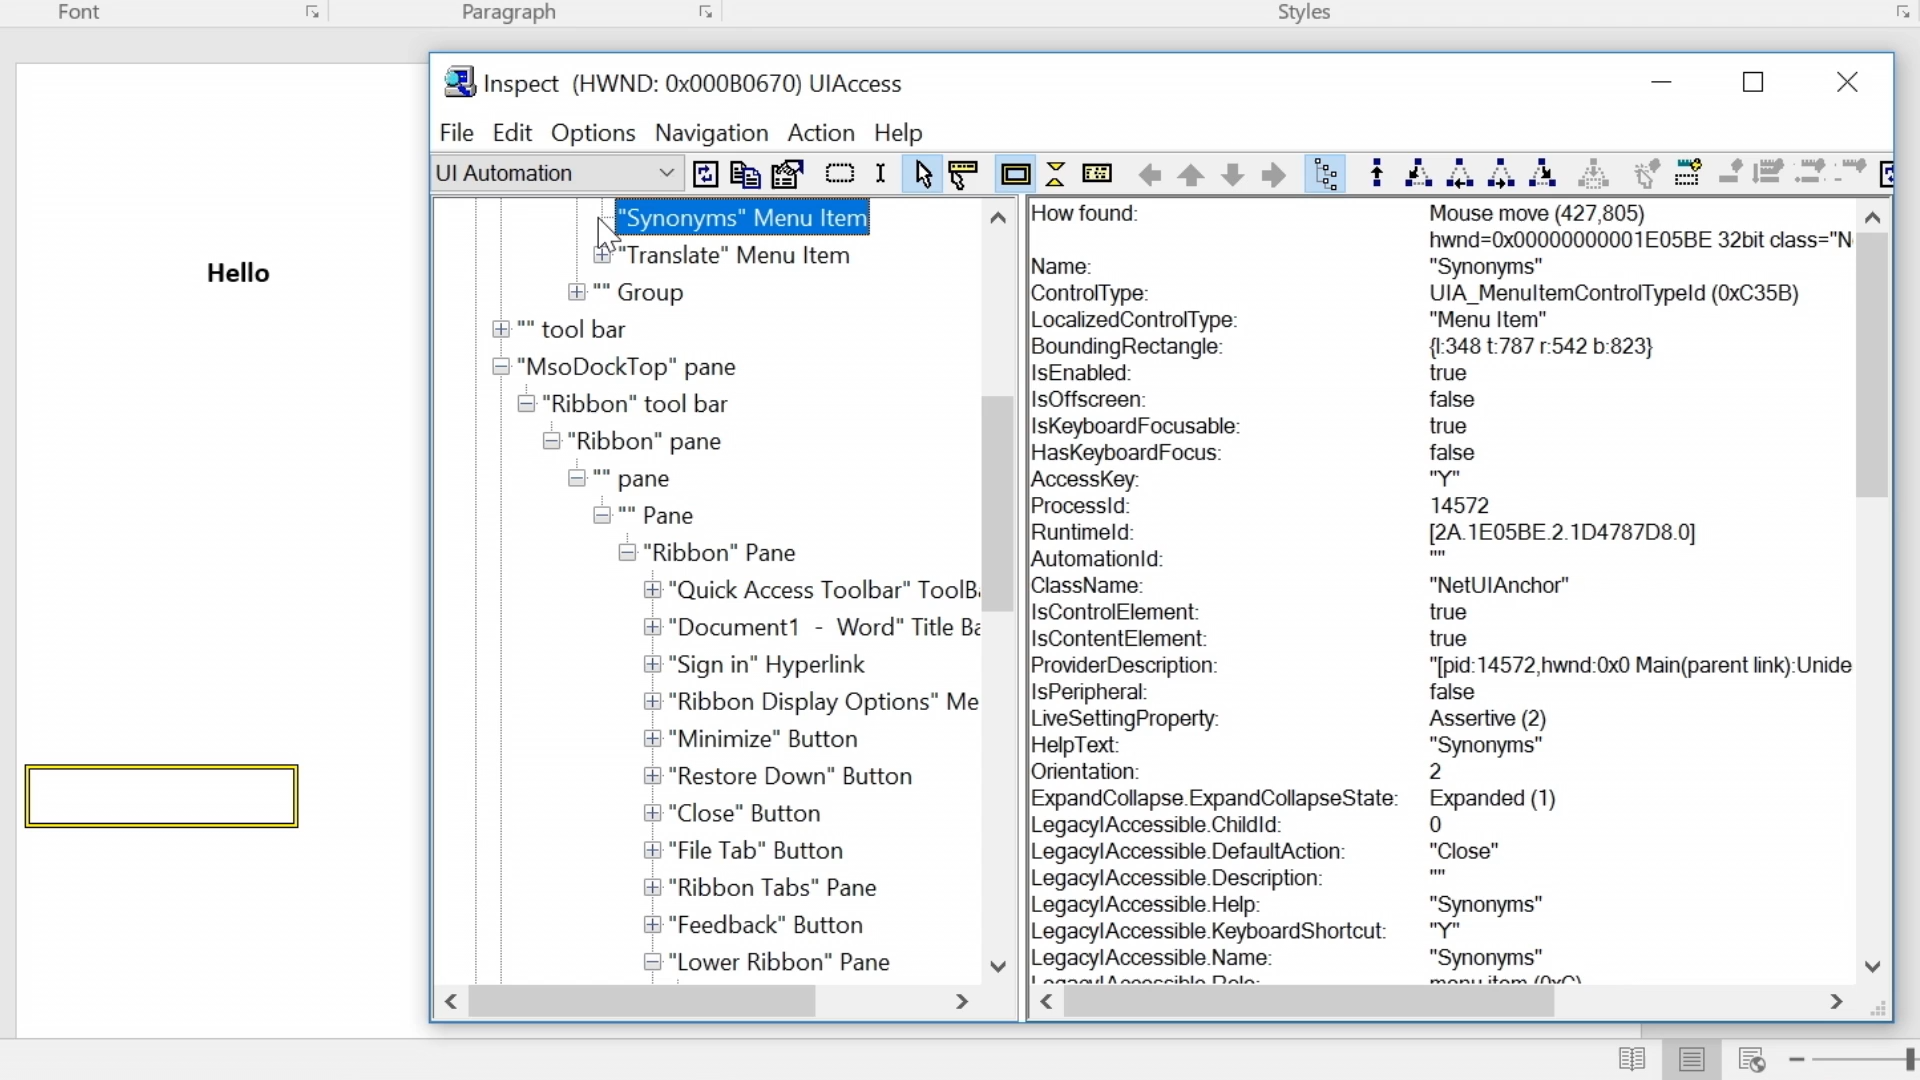 Font
Paragraph
Styles
Hello
Inspect (HWND: 0x000B0670) UIAccess
File Edit Options Navigation Action Help
UI Automation
"Synonyms" Menu Item
"Translate" Menu Item
"" Group
"" tool bar
"MsoDockTop" pane
"Ribbon" tool bar
"Ribbon" pane
"" pane
"" Pane
"Ribbon" Pane
"Quick Access Toolbar" ToolBa
"Document1 - Word" Title Ba
"Sign in" Hyperlink
"Ribbon Display Options" Me
"Minimize" Button
"Restore Down" Button
"Close" Button
"File Tab" Button
"Ribbon Tabs" Pane
"Feedback" Button
"Lower Ribbon" Pane
How found: Mouse move (427,805)
hwnd=0x00000000001E05BE 32bit class="N
Name: "Synonyms"
ControlType: UIA_MenuItemControlTypeId (0xC35B)
LocalizedControlType: "Menu Item"
BoundingRectangle: {l:348 t:787 r:542 b:823}
IsEnabled: true
IsOffscreen: false
IsKeyboardFocusable: true
HasKeyboardFocus: false
AccessKey: "Y"
ProcessId: 14572
RuntimeId: [2A.1E05BE.2.1D4787D8.0]
AutomationId: ""
ClassName: "NetUIAnchor"
IsControlElement: true
IsContentElement: true
ProviderDescription: "[pid:14572,hwnd:0x0 Main(parent link):Unide
IsPeripheral: false
LiveSettingProperty: Assertive (2)
HelpText: "Synonyms"
Orientation: 2
ExpandCollapse.ExpandCollapseState: Expanded (1)
LegacyIAccessible.ChildId: 0
LegacyIAccessible.DefaultAction: "Close"
LegacyIAccessible.Description: ""
LegacyIAccessible.Help: "Synonyms"
LegacyIAccessible.KeyboardShortcut: "Y"
LegacyIAccessible.Name: "Synonyms"
LegacyIAccessible.Role: menu item (0xC)